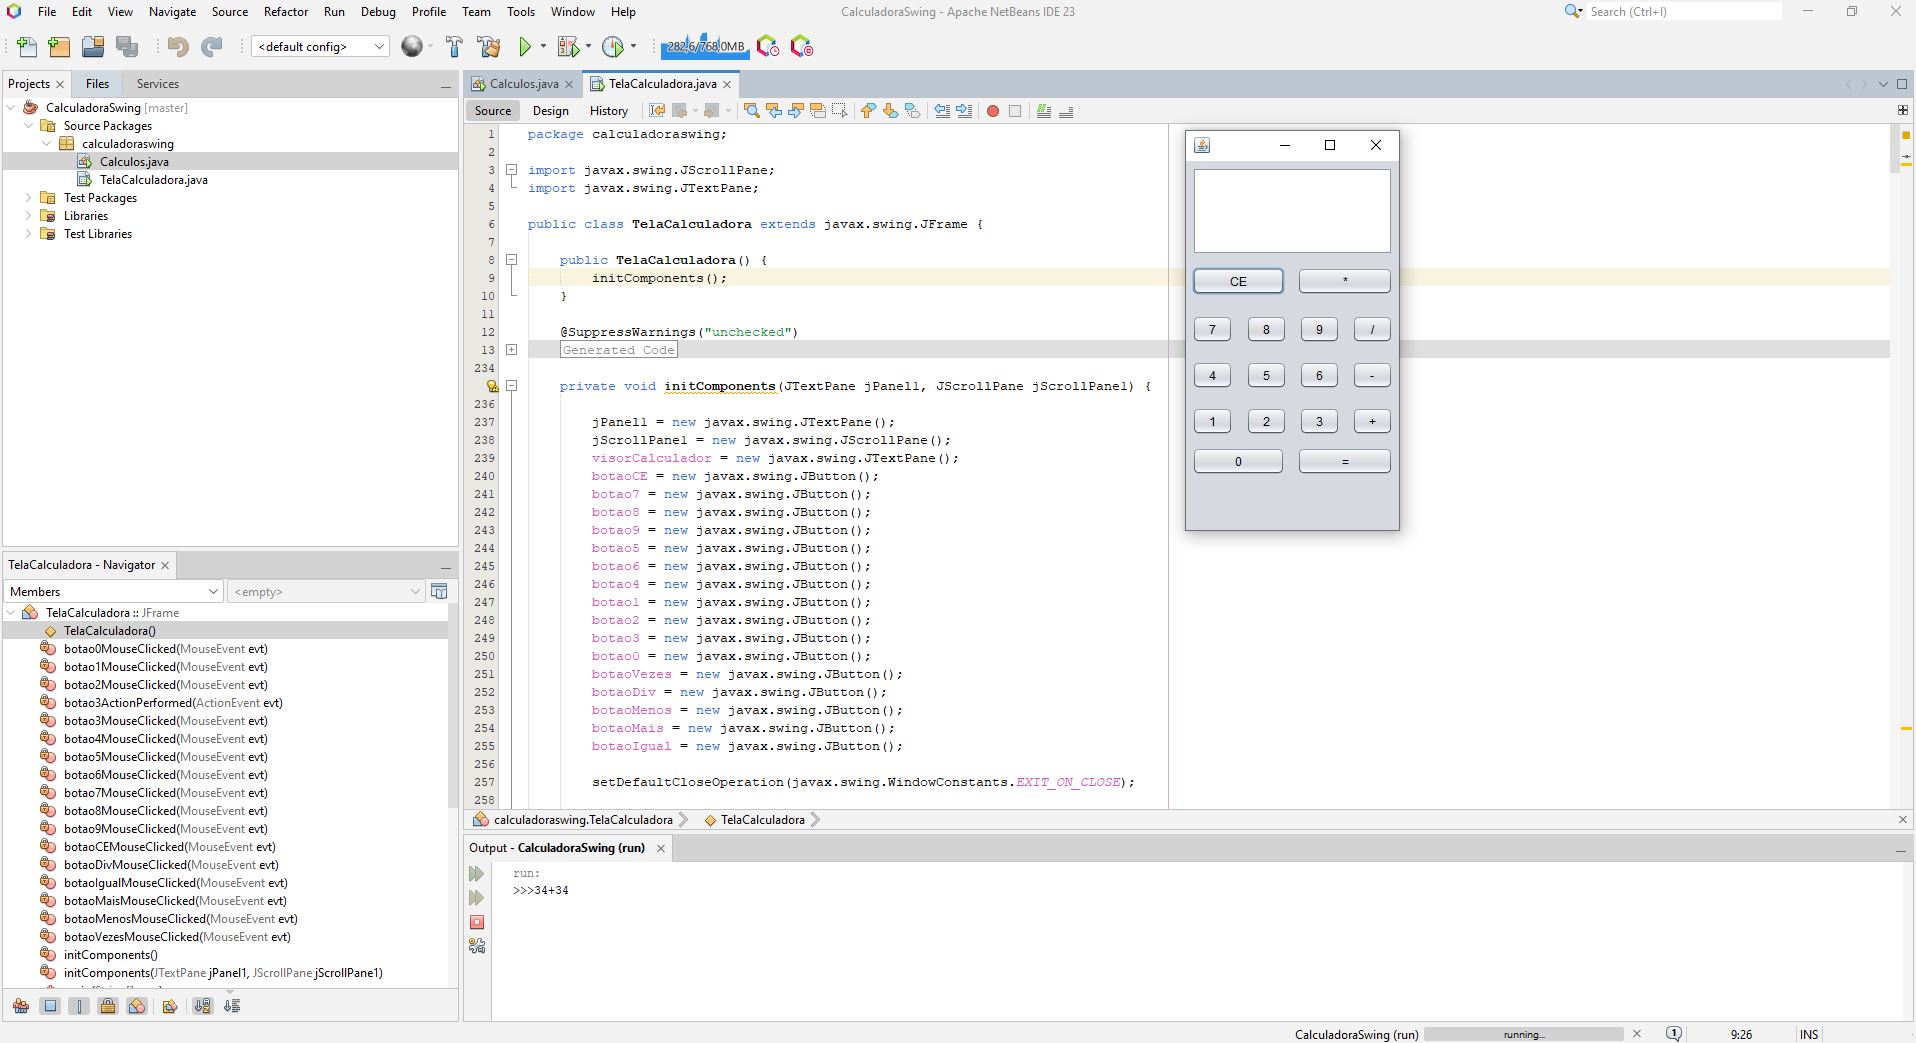 File Edit View Navigate Source Refactor Run Debug Profile Team Tools Window Help
CalculadoraSwing - Apache NetBeans IDE 23
Search (Ctrl+I)
<default config>
282,6/768,0MB
Projects Files Services
CalculadoraSwing [master]
Source Packages
calculadoraswing
Calculos.java
TelaCalculadora.java
Test Packages
Libraries
Test Libraries
TelaCalculadora - Navigator
Members
<empty>
TelaCalculadora :: JFrame
TelaCalculadora()
botao0MouseClicked(MouseEvent evt)
botao1MouseClicked(MouseEvent evt)
botao2MouseClicked(MouseEvent evt)
botao3ActionPerformed(ActionEvent evt)
botao3MouseClicked(MouseEvent evt)
botao4MouseClicked(MouseEvent evt)
botao5MouseClicked(MouseEvent evt)
botao6MouseClicked(MouseEvent evt)
botao7MouseClicked(MouseEvent evt)
botao8MouseClicked(MouseEvent evt)
botao9MouseClicked(MouseEvent evt)
botaoCEMouseClicked(MouseEvent evt)
botaoDivMouseClicked(MouseEvent evt)
botaoIgualMouseClicked(MouseEvent evt)
botaoMaisMouseClicked(MouseEvent evt)
botaoMenosMouseClicked(MouseEvent evt)
botaoVezesMouseClicked(MouseEvent evt)
initComponents()
initComponents(JTextPane jPanel1, JScrollPane jScrollPane1)
Calculos.java TelaCalculadora.java
Source Design History
1 package calculadoraswing;
2
3 import javax.swing.JScrollPane;
4 import javax.swing.JTextPane;
5
6 public class TelaCalculadora extends javax.swing.JFrame {
7
8 public TelaCalculadora() {
9 initComponents();
10 }
11
12 @SuppressWarnings("unchecked")
13 Generated Code
234
private void initComponents(JTextPane jPanel1, JScrollPane jScrollPane1) {
236
237 jPanel1 = new javax.swing.JTextPane();
238 jScrollPane1 = new javax.swing.JScrollPane();
239 visorCalculador = new javax.swing.JTextPane();
240 botaoCE = new javax.swing.JButton();
241 botao7 = new javax.swing.JButton();
242 botao8 = new javax.swing.JButton();
243 botao9 = new javax.swing.JButton();
244 botao5 = new javax.swing.JButton();
245 botao6 = new javax.swing.JButton();
246 botao4 = new javax.swing.JButton();
247 botao1 = new javax.swing.JButton();
248 botao2 = new javax.swing.JButton();
249 botao3 = new javax.swing.JButton();
250 botao0 = new javax.swing.JButton();
251 botaoVezes = new javax.swing.JButton();
252 botaoDiv = new javax.swing.JButton();
253 botaoMenos = new javax.swing.JButton();
254 botaoMais = new javax.swing.JButton();
255 botaoIgual = new javax.swing.JButton();
256
257 setDefaultCloseOperation(javax.swing.WindowConstants.EXIT_ON_CLOSE);
258
calculadoraswing.TelaCalculadora TelaCalculadora
CE *
7 8 9 /
4 5 6 -
1 2 3 +
0 =
Output - CalculadoraSwing (run)
run:
>>>34+34
CalculadoraSwing (run) running... 1 9:26 INS